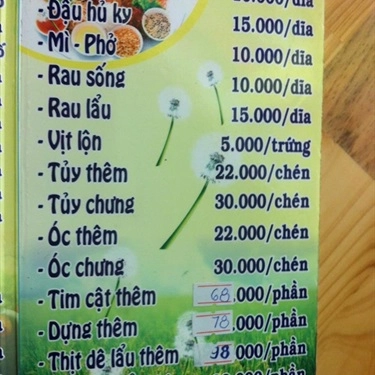 - Đậu hủ ky
- Mì - Phở 15.000/dĩa
- Rau sống 10.000/dĩa
- Rau lẩu 10.000/dĩa
- Vịt lộn 15.000/dĩa
- Tủy thêm 5.000/trứng
- Tủy chưng 22.000/chén
- Óc thêm 30.000/chén
- Óc chưng 22.000/chén
- Tim cật thêm 30.000/chén
- Dựng thêm 68.000/phần
- Thịt dê lẩu thêm 78.000/phần
98.000/phần